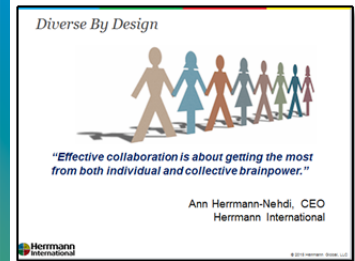 Diverse By Design
“Effective collaboration is about getting the most
from both individual and collective brainpower.”
Ann Herrmann-Nehdi, CEO
Herrmann International
Herrmann
International